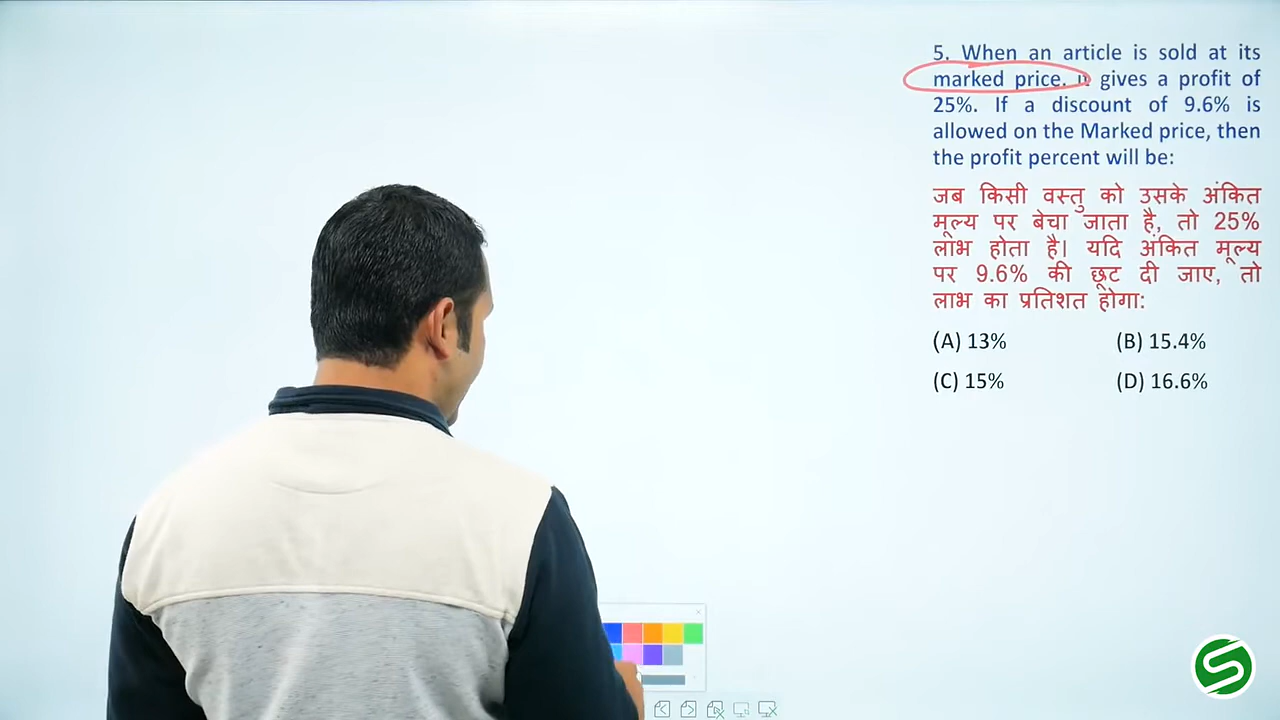 5. When an article is sold at its
marked price. it gives a profit of
25%. If a discount of 9.6% is
allowed on the Marked price, then
the profit percent will be:
जब किसी वस्तु को उसके अंकित
मूल्य पर बेचा जाता है, तो 25%
लाभ होता है। यदि अंकित मूल्य
पर 9.6% की छूट दी जाए, तो
लाभ का प्रतिशत होगा:
(A) 13% (B) 15.4%
(C) 15% (D) 16.6%